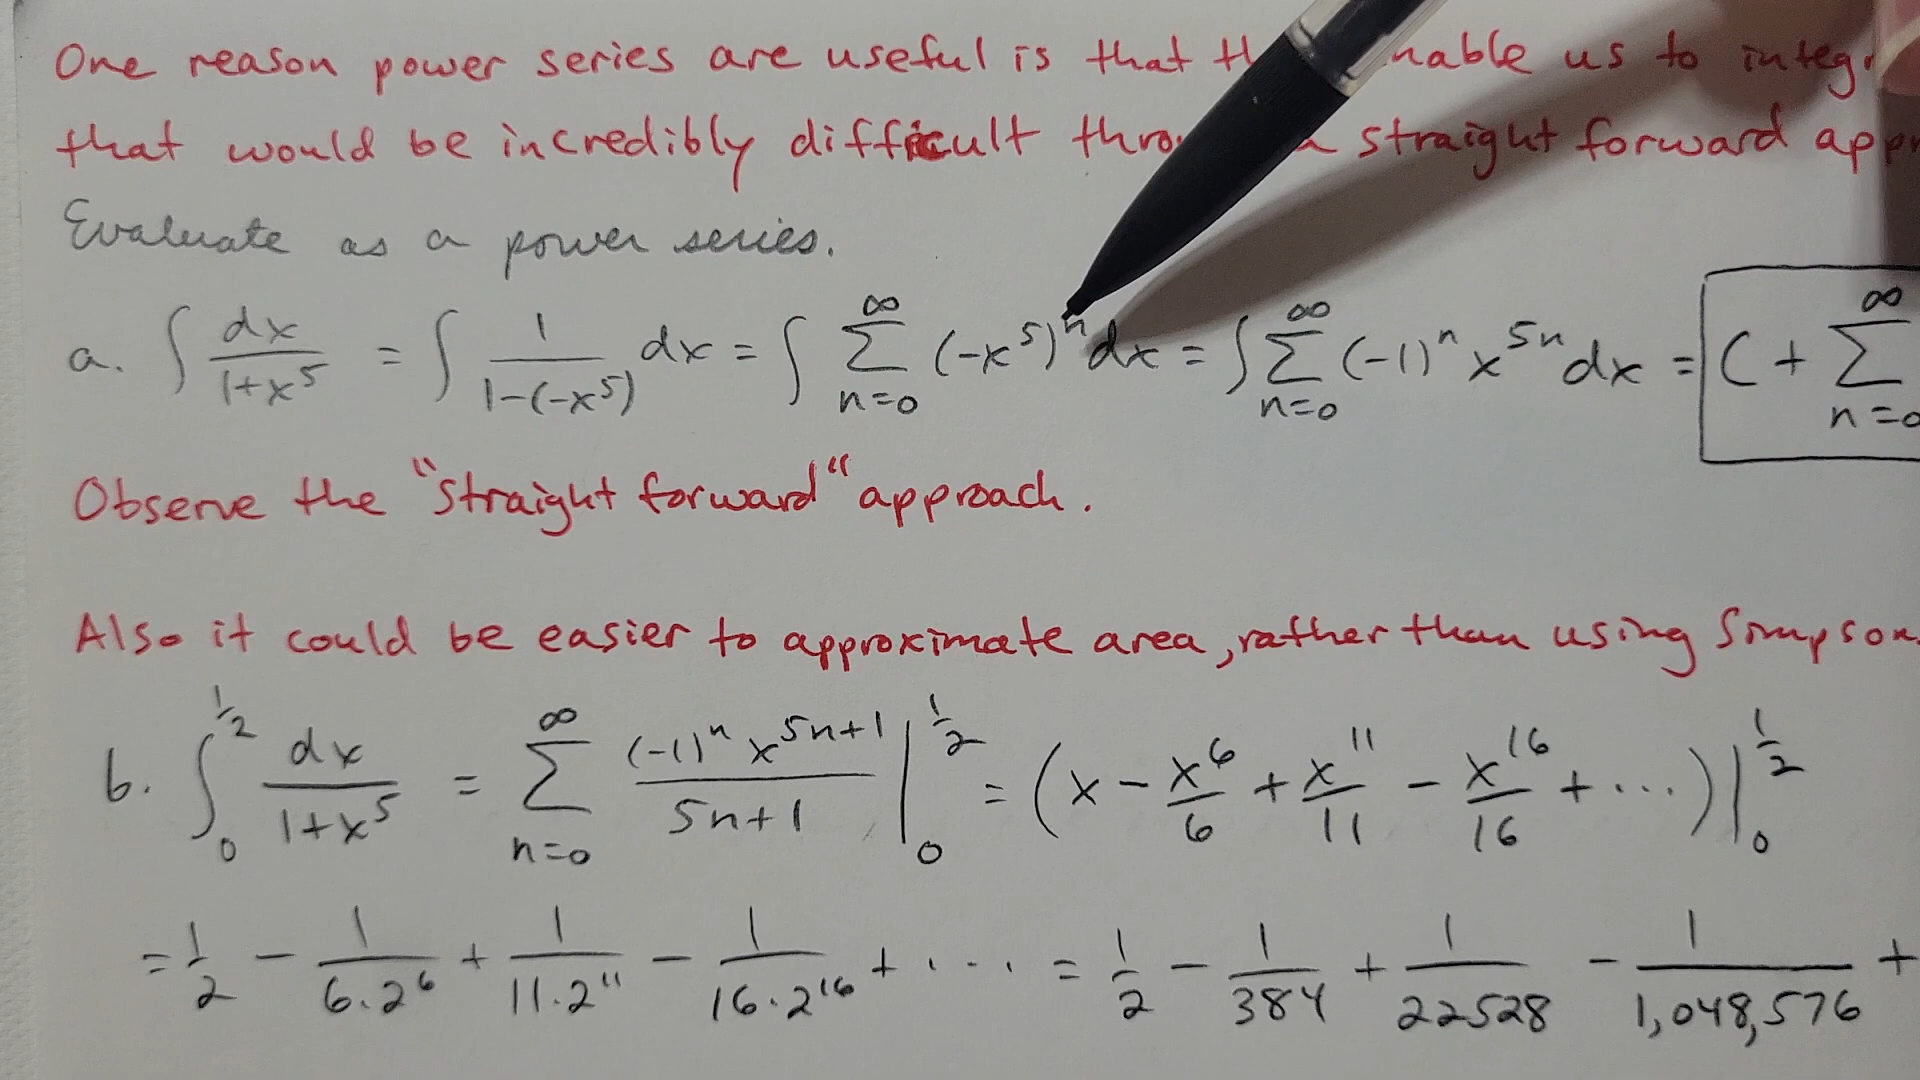 One reason power series are useful is that th nable us to integr
that would be incredibly difficult thro a straight forward app
Evaluate as a power series.
a. ∫ dx/(1+x^5) = ∫ 1/(1-(-x^5)) dx = ∫ ∑_{n=0}^{∞} (-x^5)^n dx = ∫ ∑_{n=0}^{∞} (-1)^n x^{5n} dx = C + ∑_{n=0}^{∞}
Observe the "straight forward" approach.
Also it could be easier to approximate area, rather than using Simpson
b. ∫_0^{1/2} dx/(1+x^5) = ∑_{n=0}^{∞} (-1)^n x^{5n+1}/(5n+1) |_0^{1/2} = (x - x^6/6 + x^11/11 - x^16/16 + ...)|_0^{1/2}
= 1/2 - 1/(6·2^6) + 1/(11·2^11) - 1/(16·2^16) + ... = 1/2 - 1/384 + 1/22528 - 1/1,048,576 +